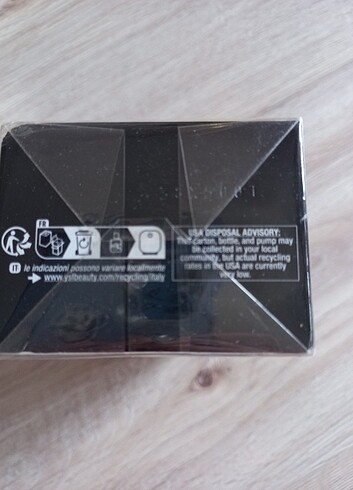 FR
USA DISPOSAL ADVISORY:
This carton, bottle, and pump may
be collected in your local
community, but actual recycling
rates in the USA are currently
very low.
IT le indicazioni possono variare localmente
www.yslbeauty.com/recycling/italy